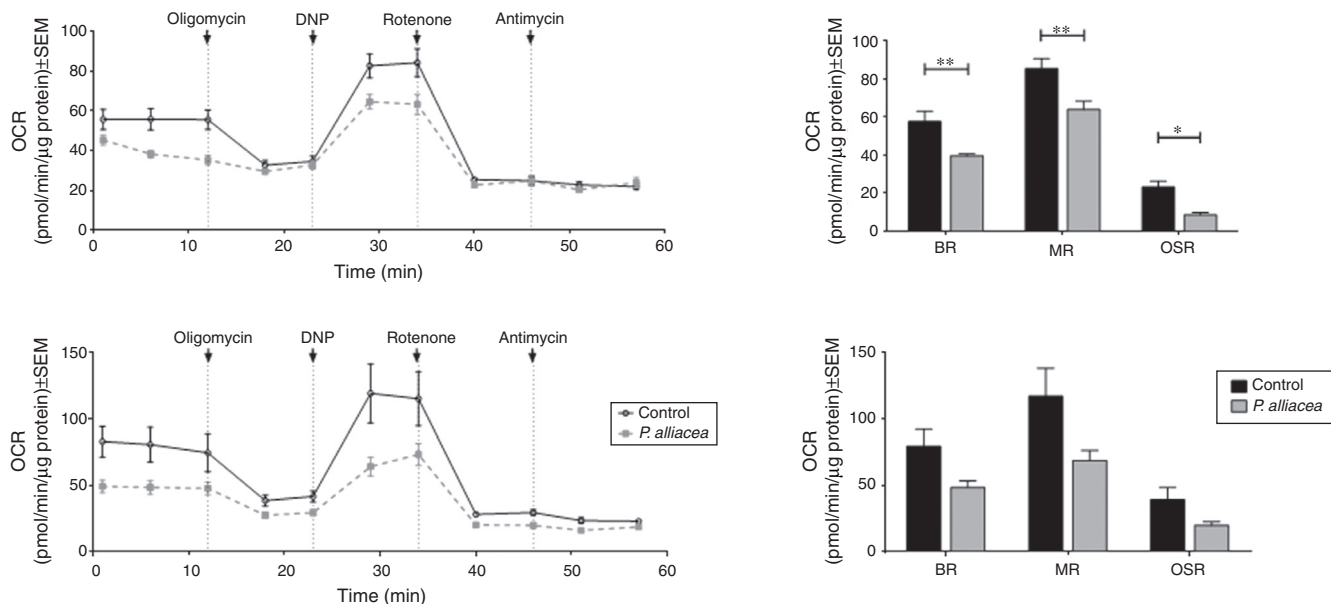 Oligomycin DNP Rotenone Antimycin
OCR
(pmol/min/µg protein)±SEM
100
80
60
40
20
0
0 10 20 30 40 50 60
Time (min)
OCR
(pmol/min/µg protein)±SEM
100
80
60
40
20
0
** ** *
BR MR OSR
Oligomycin DNP Rotenone Antimycin
OCR
(pmol/min/µg protein)±SEM
150
100
50
0
0 10 20 30 40 50 60
Time (min)
Control
P. alliacea
OCR
(pmol/min/µg protein)±SEM
150
100
50
0
BR MR OSR
Control
P. alliacea